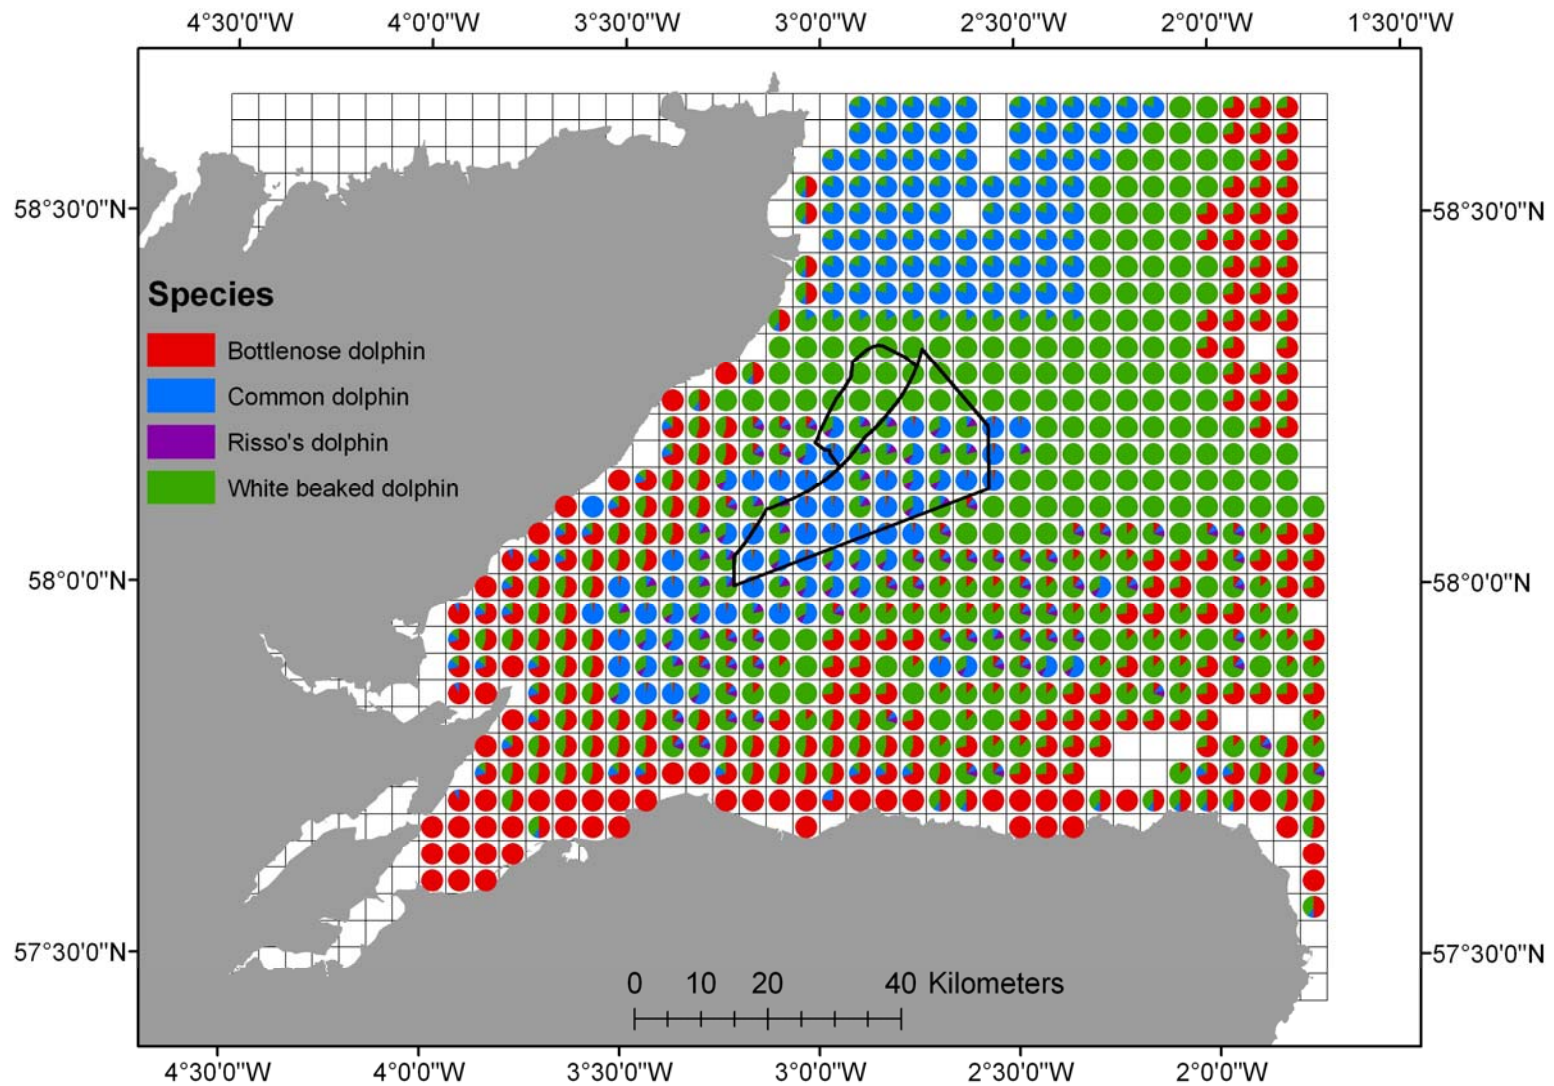 4°30'0"W 4°0'0"W 3°30'0"W 3°0'0"W 2°30'0"W 2°0'0"W 1°30'0"W
58°30'0"N 58°30'0"N
Species
Bottlenose dolphin
Common dolphin
Risso's dolphin
White beaked dolphin
58°0'0"N 58°0'0"N
57°30'0"N 57°30'0"N
0 10 20 40 Kilometers
4°30'0"W 4°0'0"W 3°30'0"W 3°0'0"W 2°30'0"W 2°0'0"W